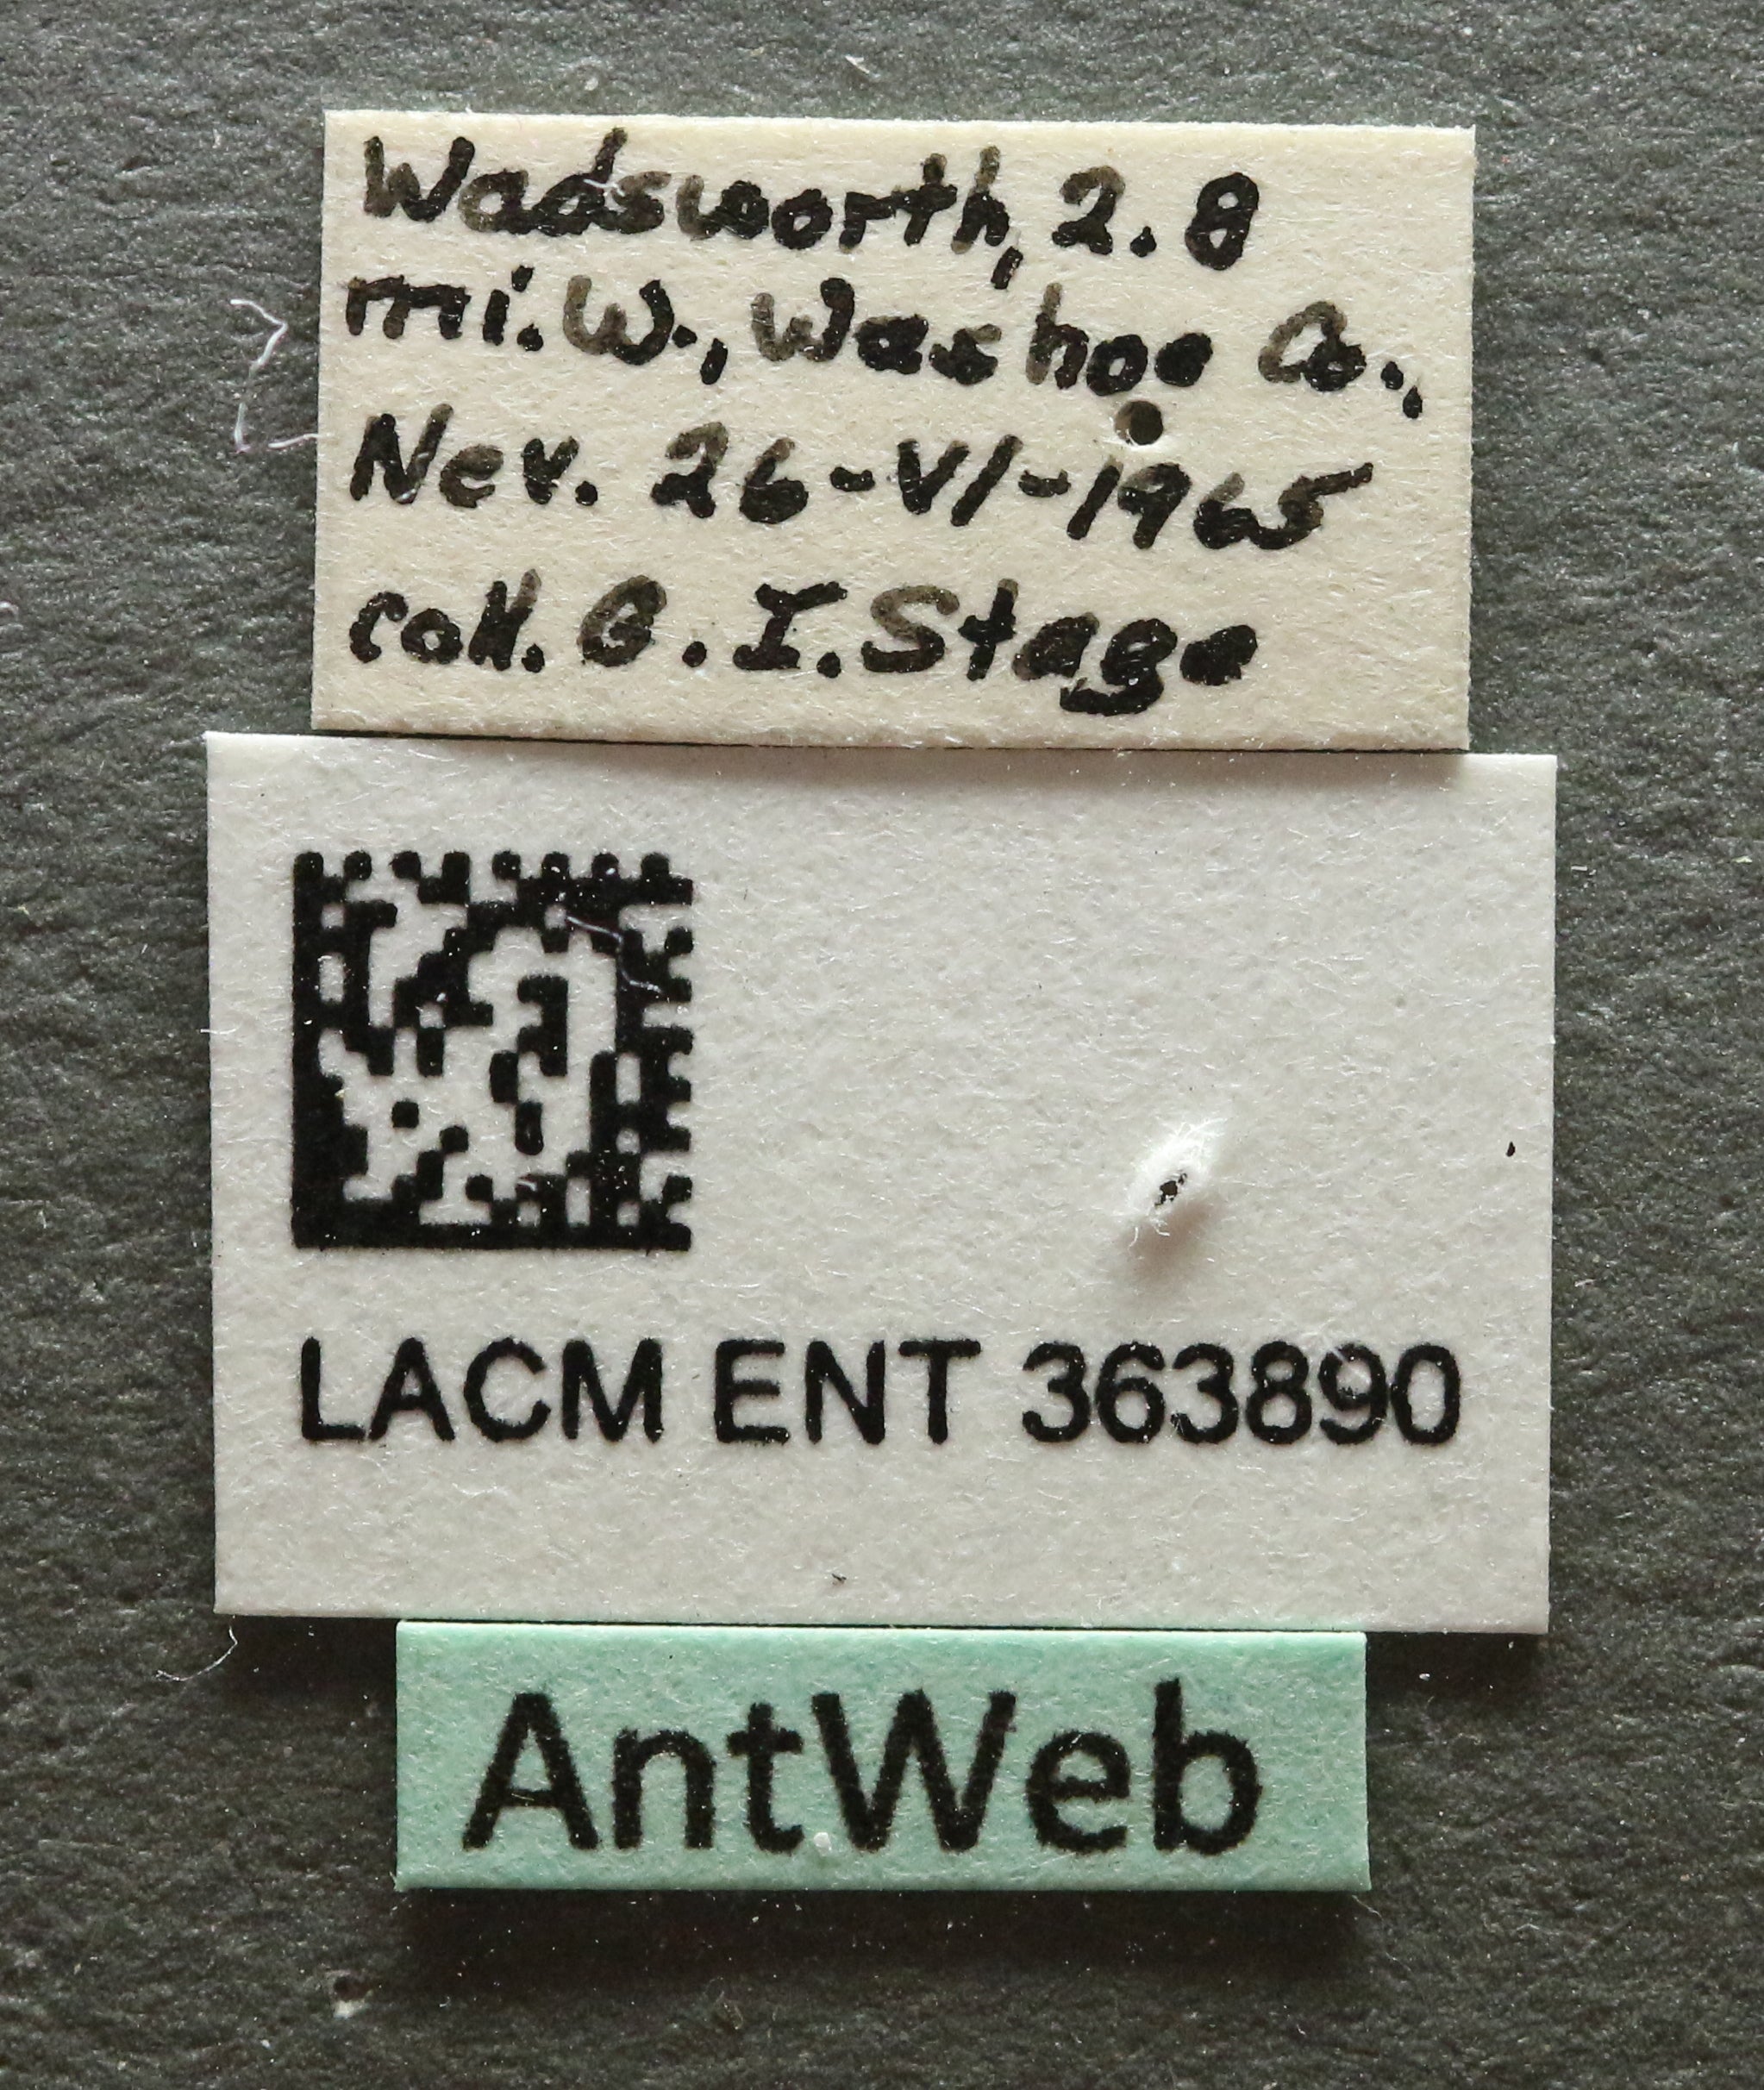 Wadsworth, 2.8
mi. W., Washoe Co.,
Nev. 26-VI-1965
coll. G. I. Stage
LACM ENT 363890
AntWeb